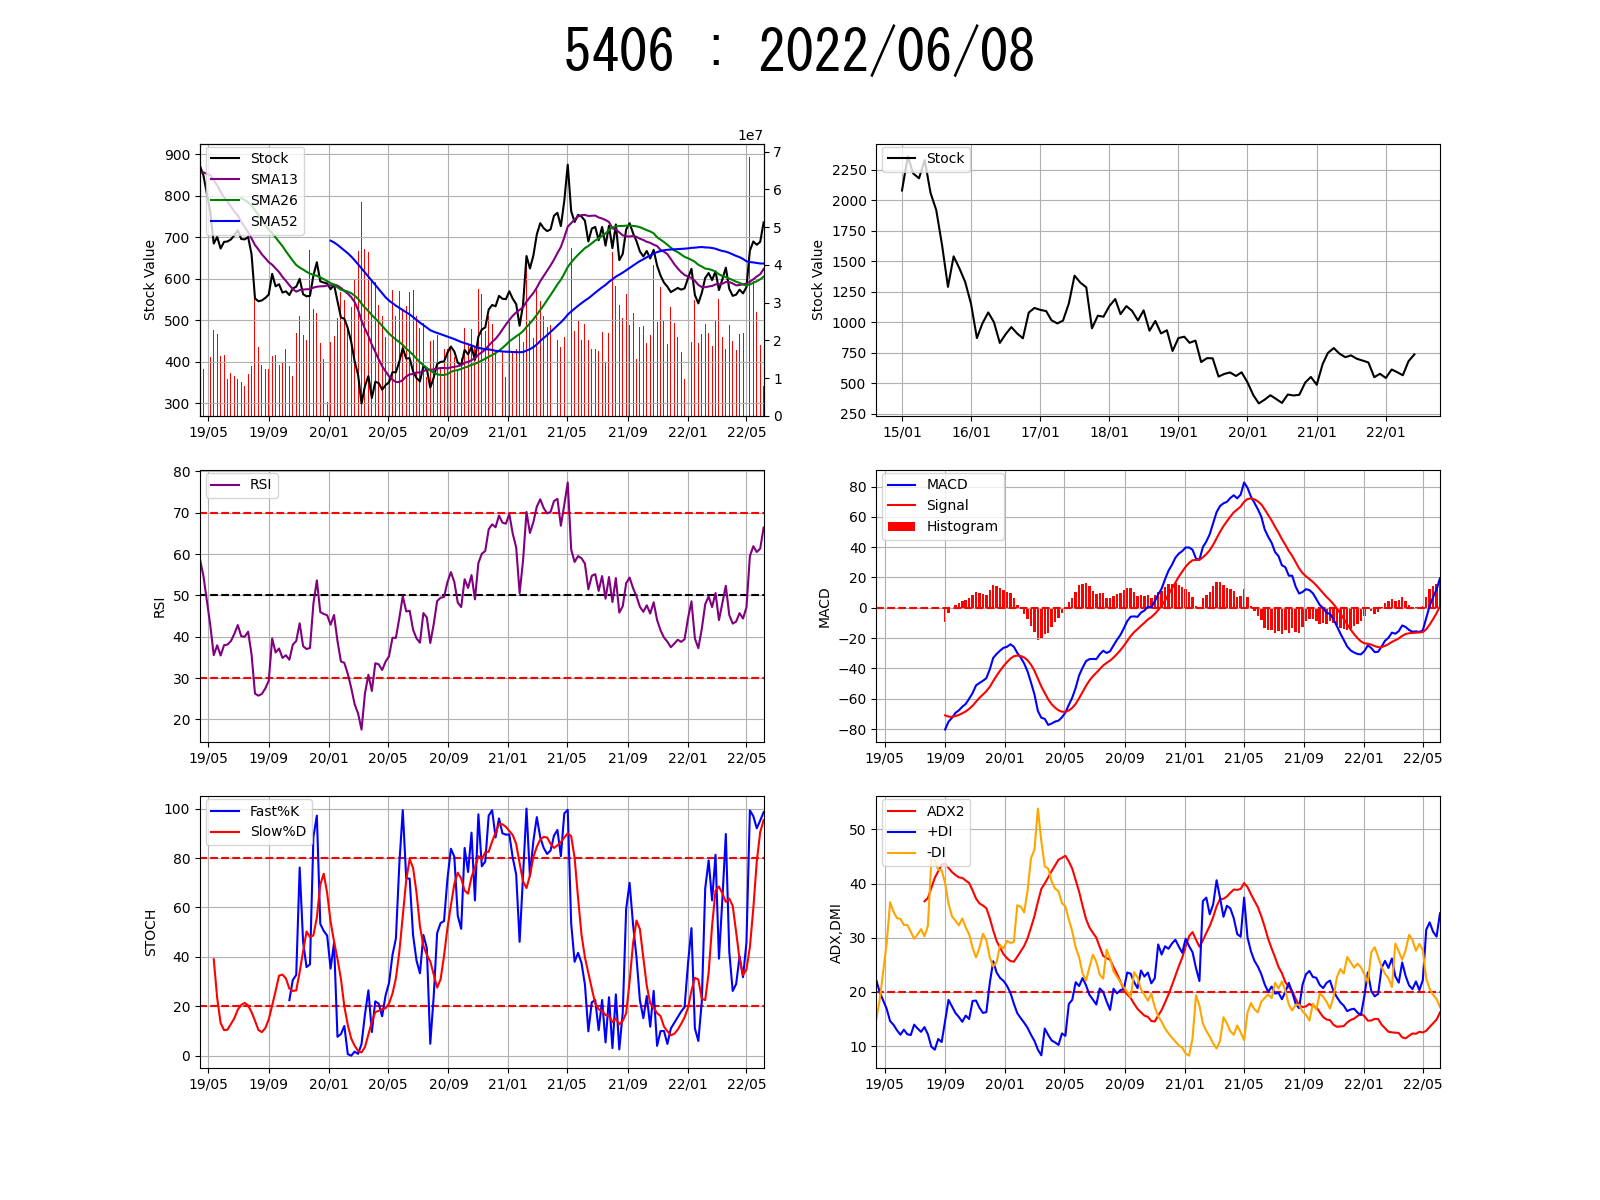 5406 : 2022/06/08
1e7
Stock Value
900
800
700
600
500
400
300
7
6
5
4
3
2
1
0
Stock
SMA13
SMA26
SMA52
19/05 19/09 20/01 20/05 20/09 21/01 21/05 21/09 22/01 22/05
Stock Value
2250
2000
1750
1500
1250
1000
750
500
250
Stock
15/01 16/01 17/01 18/01 19/01 20/01 21/01 22/01
RSI
80
70
60
50
40
30
20
RSI
19/05 19/09 20/01 20/05 20/09 21/01 21/05 21/09 22/01 22/05
MACD
80
60
40
20
0
−20
−40
−60
−80
MACD
Signal
Histogram
19/05 19/09 20/01 20/05 20/09 21/01 21/05 21/09 22/01 22/05
STOCH
100
80
60
40
20
0
Fast%K
Slow%D
19/05 19/09 20/01 20/05 20/09 21/01 21/05 21/09 22/01 22/05
ADX,DMI
50
40
30
20
10
ADX2
+DI
-DI
19/05 19/09 20/01 20/05 20/09 21/01 21/05 21/09 22/01 22/05